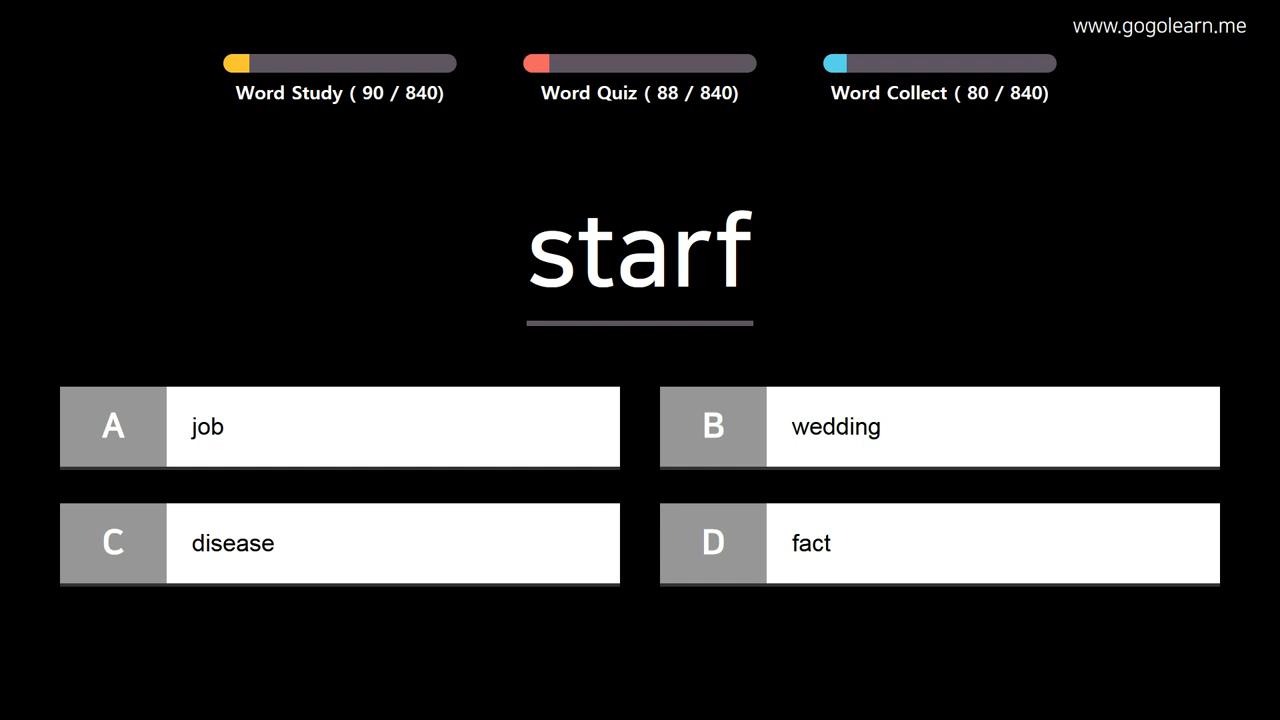 www.gogolearn.me
Word Study ( 90 / 840)
Word Quiz ( 88 / 840)
Word Collect ( 80 / 840)
starf
A job
B wedding
C disease
D fact